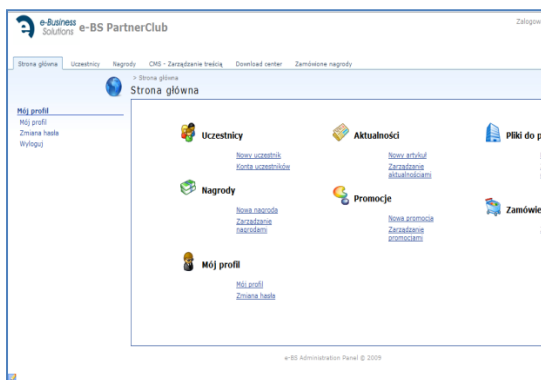 e-Business
Solutions
e-BS PartnerClub
Zalogow
Strona główna
Uczestnicy
Nagrody
CMS - Zarządzanie treścią
Download center
Zamówione nagrody
> Strona główna
Strona główna
Mój profil
Mój profil
Zmiana hasła
Wyloguj
Uczestnicy
Nowy uczestnik
Konta uczestników
Aktualności
Nowy artykuł
Zarządzanie
aktualnościami
Pliki do p
Nagrody
Nowa nagroda
Zarządzanie
nagrodami
Promocje
Nowa promocja
Zarządzanie
promocjami
Zamówie
Mój profil
Mój profil
Zmiana hasła
e-BS Administration Panel © 2009